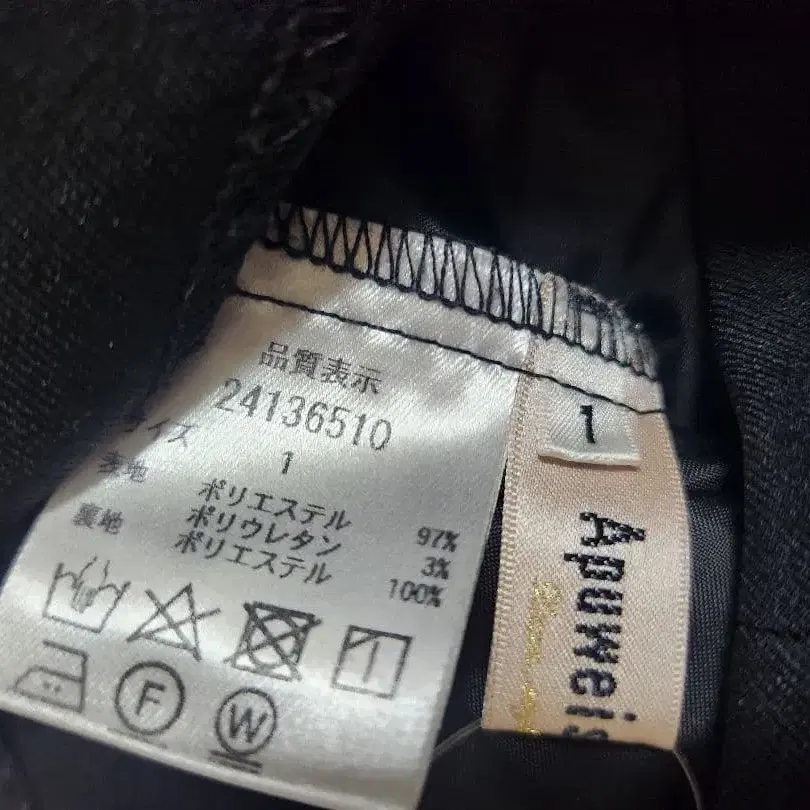 品質表示
24136510
サイズ 1
表地 ポリエステル 97%
ポリウレタン 3%
裏地 ポリエステル 100%
F
W
1
Apuweis